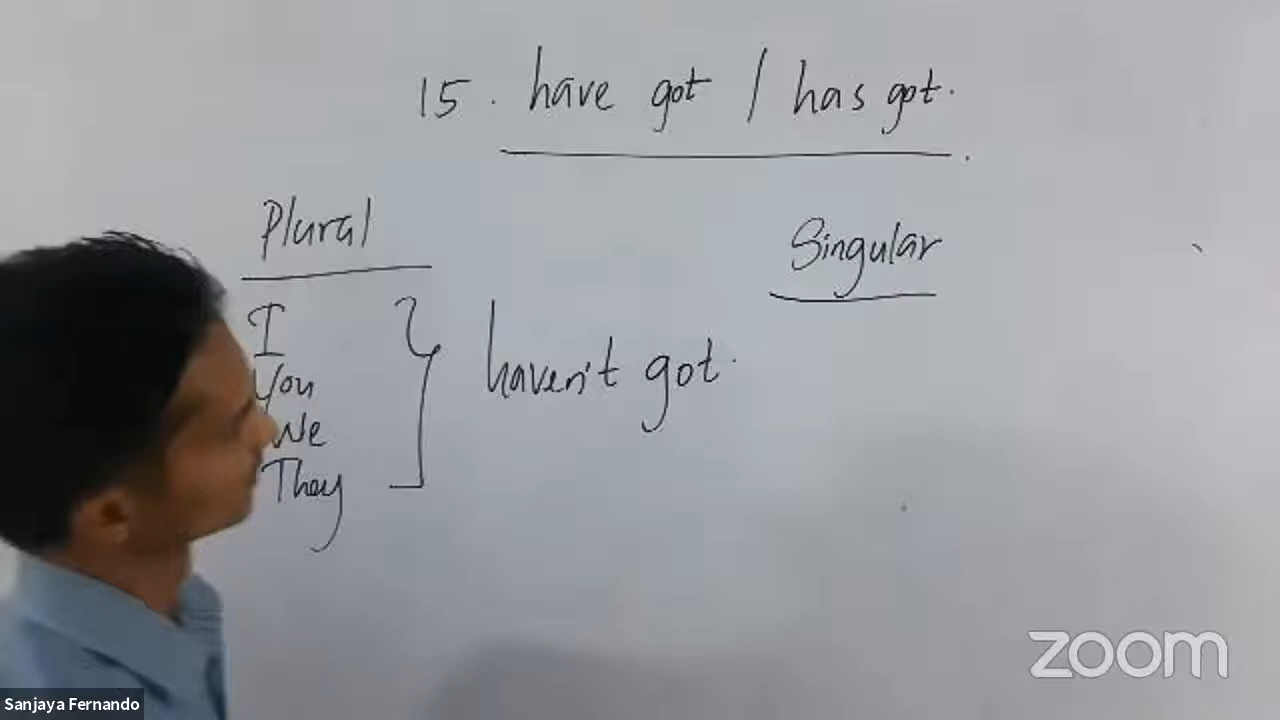 15. have got / has got.
Plural
Singular
I
You
We
They
haven't got.
zoom
Sanjaya Fernando